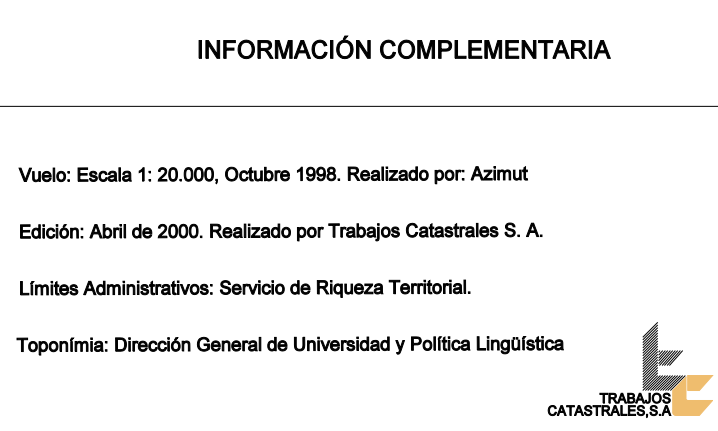 INFORMACIÓN COMPLEMENTARIA
Vuelo: Escala 1: 20.000, Octubre 1998. Realizado por: Azimut
Edición: Abril de 2000. Realizado por Trabajos Catastrales S. A.
Límites Administrativos: Servicio de Riqueza Territorial.
Toponímia: Dirección General de Universidad y Política Lingüística
TRABAJOS
CATASTRALES,S.A